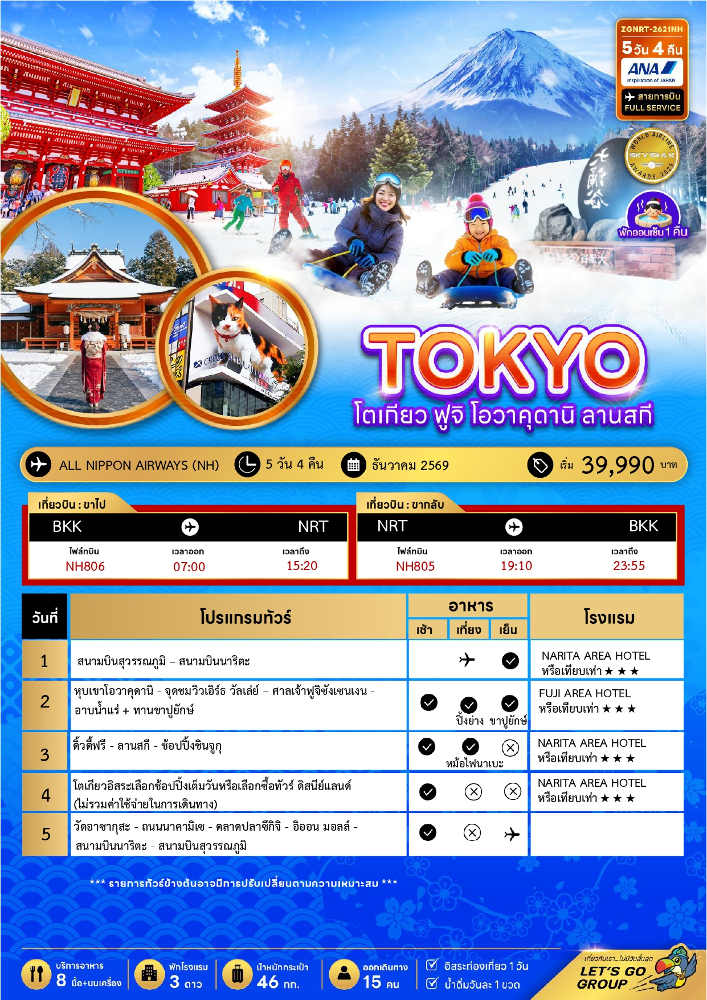 ZGNRT-2621NH
5 วัน 4 คืน
ANA
Inspiration of JAPAN
สายการบิน
FULL SERVICE
WORLD AIRLINE
SKYTRAX
AWARDS 2025
พักออนเซ็น 1 คืน
大涌谷
小舟町
CROSS SHINJUKU VISION
SPACE
TOKYO
โตเกียว ฟูจิ โอวาคุดานิ ลานสกี
ALL NIPPON AIRWAYS (NH)
5 วัน 4 คืน
ธันวาคม 2569
เริ่ม 39,990 บาท
เที่ยวบิน : ขาไป
BKK NRT
ไฟล์ทบิน เวลาออก เวลาถึง
NH806 07:00 15:20
เที่ยวบิน : ขากลับ
NRT BKK
ไฟล์ทบิน เวลาออก เวลาถึง
NH805 19:10 23:55
วันที่ โปรแกรมทัวร์ อาหาร โรงแรม
เช้า เที่ยง เย็น
1 สนามบินสุวรรณภูมิ – สนามบินนาริตะ NARITA AREA HOTEL
หรือเทียบเท่า ★ ★ ★
2 หุบเขาโอวาคุดานิ - จุดชมวิวเอิร์ธ วัลเล่ย์ – ศาลเจ้าฟูจิซังเซนเงน - FUJI AREA HOTEL
อาบน้ำแร่ + ทานขาปูยักษ์ หรือเทียบเท่า ★ ★ ★
ปิ้งย่าง ขาปูยักษ์
3 ดิ้วตี้ฟรี - ลานสกี - ช้อปปิ้งชินจูกุ NARITA AREA HOTEL
หรือเทียบเท่า ★ ★ ★
หม้อไฟนาเบะ
4 โตเกียวอิสระเลือกช้อปปิ้งเต็มวันหรือเลือกซื้อทัวร์ ดิสนีย์แลนด์ NARITA AREA HOTEL
(ไม่รวมค่าใช้จ่ายในการเดินทาง) หรือเทียบเท่า ★ ★ ★
5 วัดอาซากุสะ - ถนนนาคามิเซ - ตลาดปลาซึกิจิ - อิออน มอลล์ -
สนามบินนาริตะ - สนามบินสุวรรณภูมิ
*** รายการทัวร์ข้างต้นอาจมีการปรับเปลี่ยนตามความเหมาะสม ***
บริการอาหาร
8 มื้อ+บนเครื่อง
พักโรงแรม
3 ดาว
น้ำหนักกระเป๋า
46 กก.
ออกเดินทาง
15 คน
อิสระท่องเที่ยว 1 วัน
น้ำดื่มวันละ 1 ขวด
เที่ยวกับเรา...ไม่มีวันสิ้นสุด
LET'S GO
GROUP